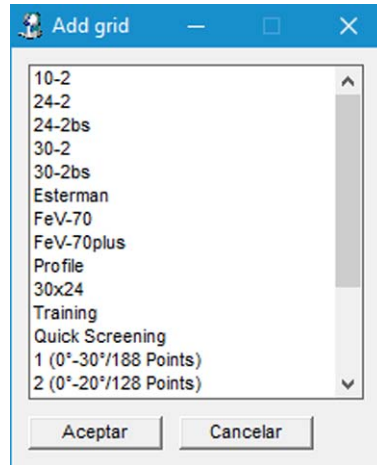 Add grid
10-2
24-2
24-2bs
30-2
30-2bs
Esterman
FeV-70
FeV-70plus
Profile
30x24
Training
Quick Screening
1 (0°-30°/188 Points)
2 (0°-20°/128 Points)
Aceptar Cancelar